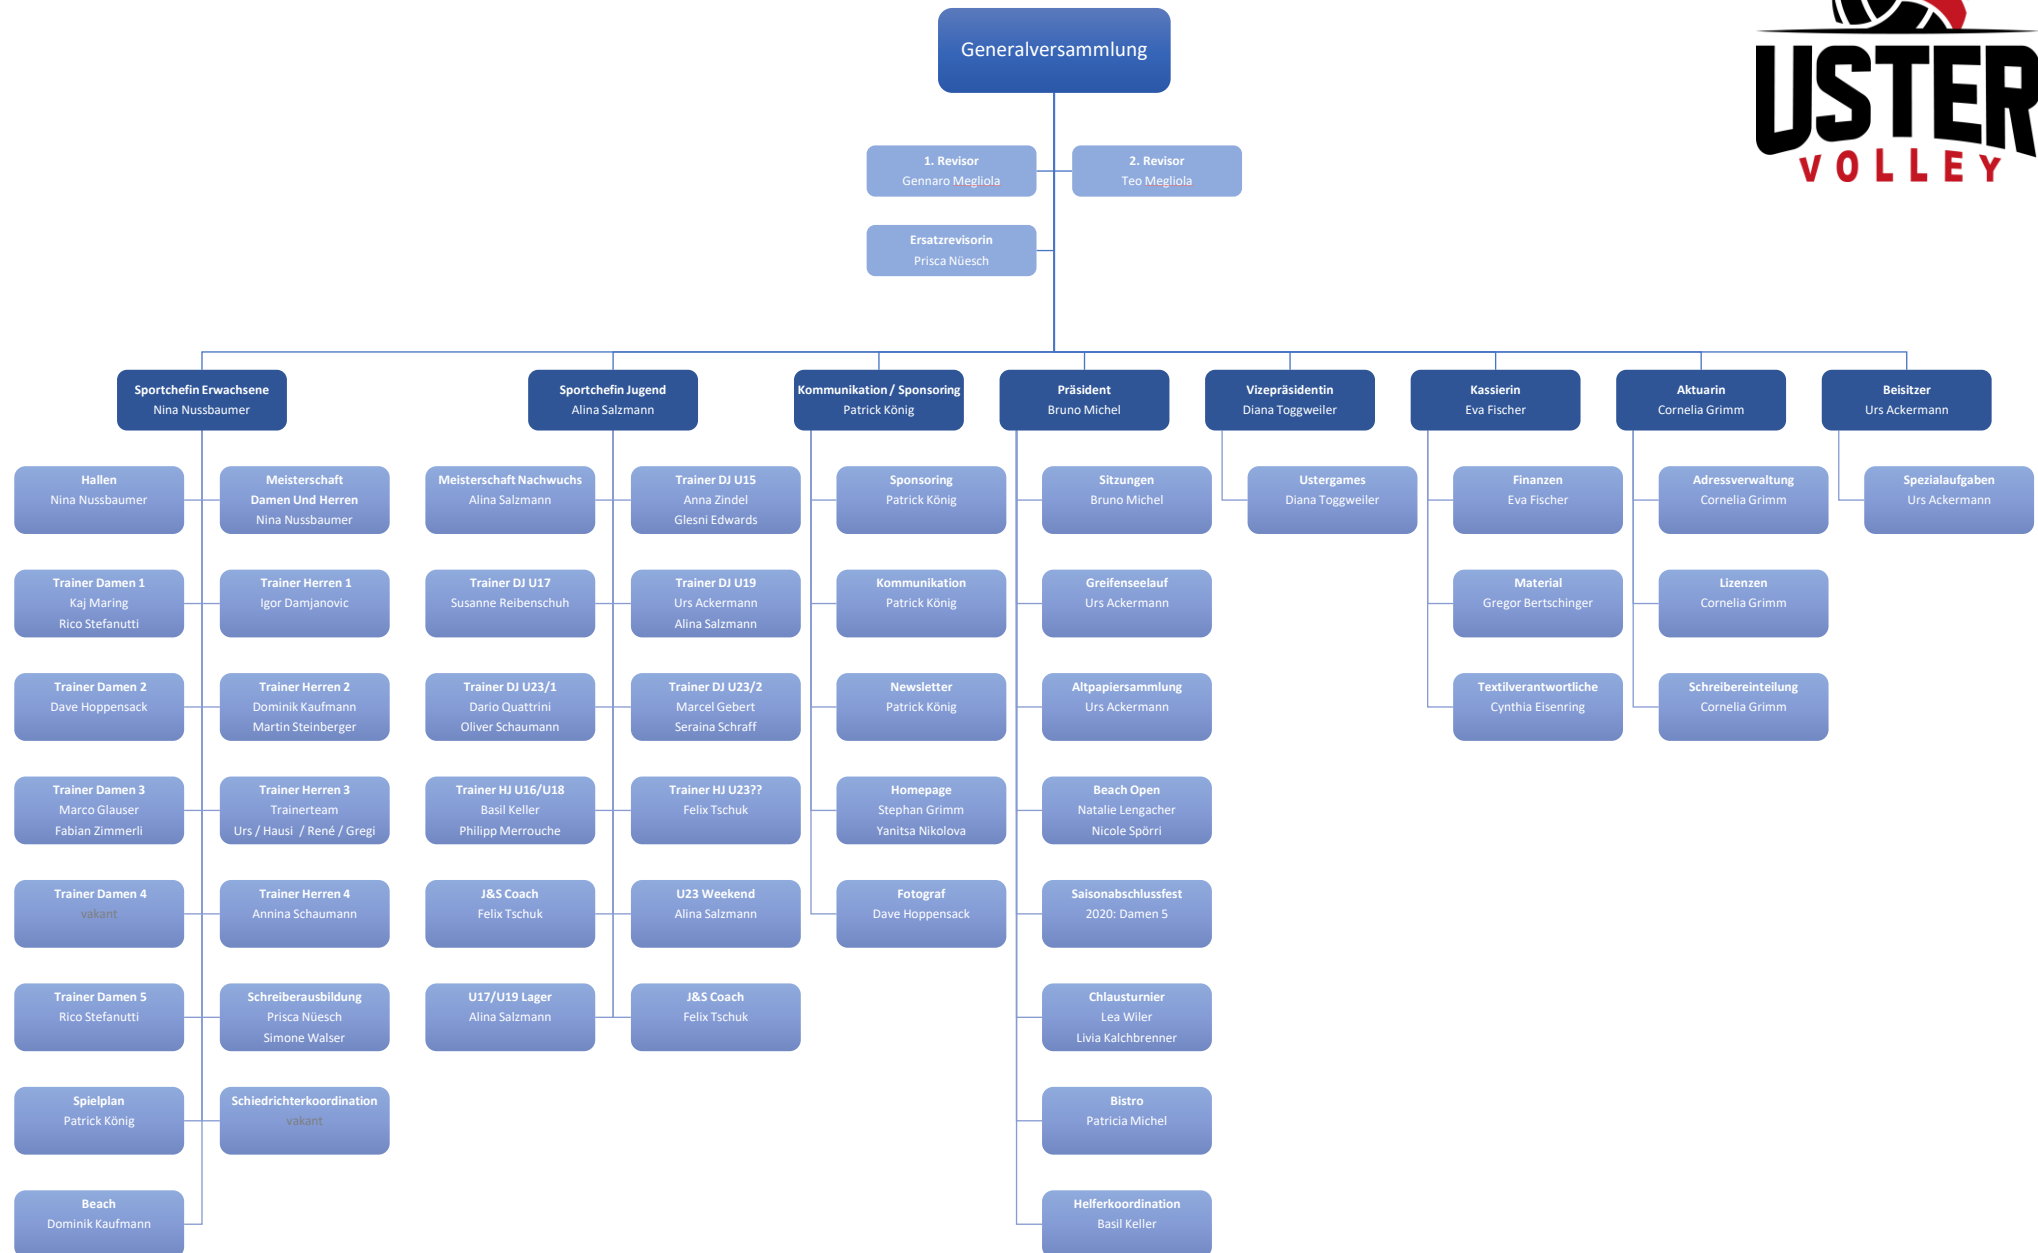 Generalversammlung
USTER
VOLLEY
1. Revisor
Gennaro Megliola
2. Revisor
Teo Megliola
Ersatzrevisorin
Prisca Nüesch
Sportchefin Erwachsene
Nina Nussbaumer
Sportchefin Jugend
Alina Salzmann
Kommunikation / Sponsoring
Patrick König
Präsident
Bruno Michel
Vizepräsidentin
Diana Toggweiler
Kassierin
Eva Fischer
Aktuarin
Cornelia Grimm
Beisitzer
Urs Ackermann
Hallen
Nina Nussbaumer
Meisterschaft
Damen Und Herren
Nina Nussbaumer
Meisterschaft Nachwuchs
Alina Salzmann
Trainer DJ U15
Anna Zindel
Glesni Edwards
Sponsoring
Patrick König
Sitzungen
Bruno Michel
Ustergames
Diana Toggweiler
Finanzen
Eva Fischer
Adressverwaltung
Cornelia Grimm
Spezialaufgaben
Urs Ackermann
Trainer Damen 1
Kaj Maring
Rico Stefanutti
Trainer Herren 1
Igor Damjanovic
Trainer DJ U17
Susanne Reibenschuh
Trainer DJ U19
Urs Ackermann
Alina Salzmann
Kommunikation
Patrick König
Greifenseelauf
Urs Ackermann
Material
Gregor Bertschinger
Lizenzen
Cornelia Grimm
Trainer Damen 2
Dave Hoppensack
Trainer Herren 2
Dominik Kaufmann
Martin Steinberger
Trainer DJ U23/1
Dario Quattrini
Oliver Schaumann
Trainer DJ U23/2
Marcel Gebert
Seraina Schraff
Newsletter
Patrick König
Altpapiersammlung
Urs Ackermann
Textilverantwortliche
Cynthia Eisenring
Schreibereinteilung
Cornelia Grimm
Trainer Damen 3
Marco Glauser
Fabian Zimmerli
Trainer Herren 3
Trainerteam
Urs / Hausi / René / Gregi
Trainer HJ U16/U18
Basil Keller
Philipp Merrouche
Trainer HJ U23??
Felix Tschuk
Homepage
Stephan Grimm
Yanitsa Nikolova
Beach Open
Natalie Lengacher
Nicole Spörri
Trainer Damen 4
vakant
Trainer Herren 4
Annina Schaumann
J&S Coach
Felix Tschuk
U23 Weekend
Alina Salzmann
Fotograf
Dave Hoppensack
Saisonabschlussfest
2020: Damen 5
Trainer Damen 5
Rico Stefanutti
Schreiberausbildung
Prisca Nüesch
Simone Walser
U17/U19 Lager
Alina Salzmann
J&S Coach
Felix Tschuk
Chlausturnier
Lea Wiler
Livia Kalchbrenner
Spielplan
Patrick König
Schiedrichterkoordination
vakant
Bistro
Patricia Michel
Beach
Dominik Kaufmann
Helferkoordination
Basil Keller